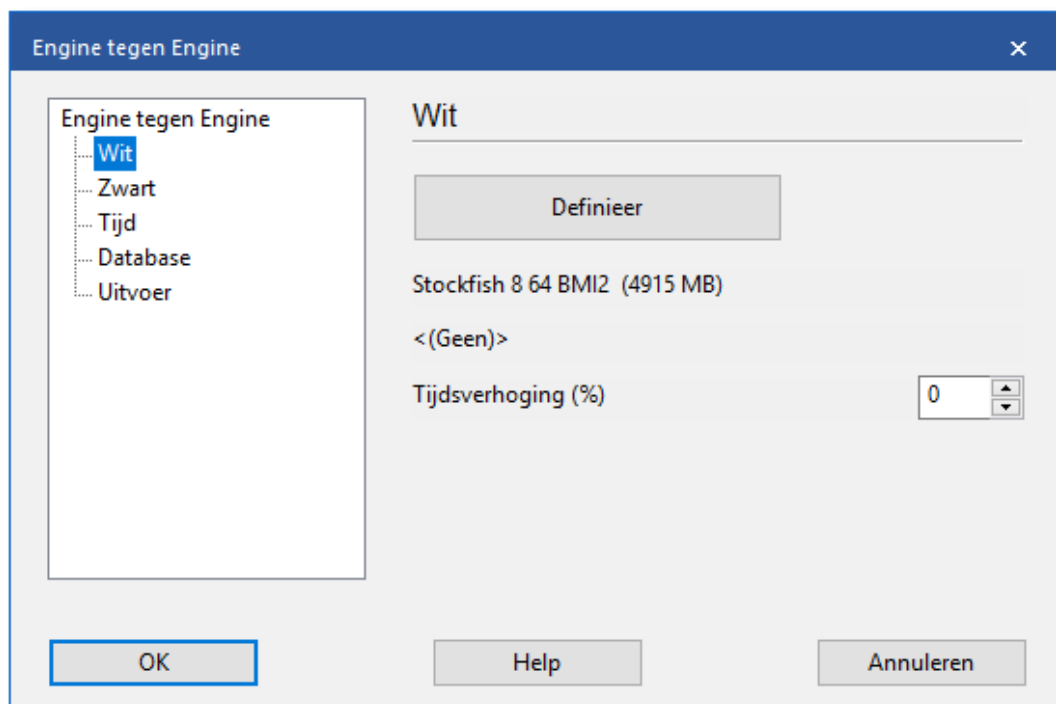 Engine tegen Engine
Engine tegen Engine
Wit
Zwart
Tijd
Database
Uitvoer
Wit
Definieer
Stockfish 8 64 BMI2 (4915 MB)
<(Geen)>
Tijdsverhoging (%) 0
OK Help Annuleren